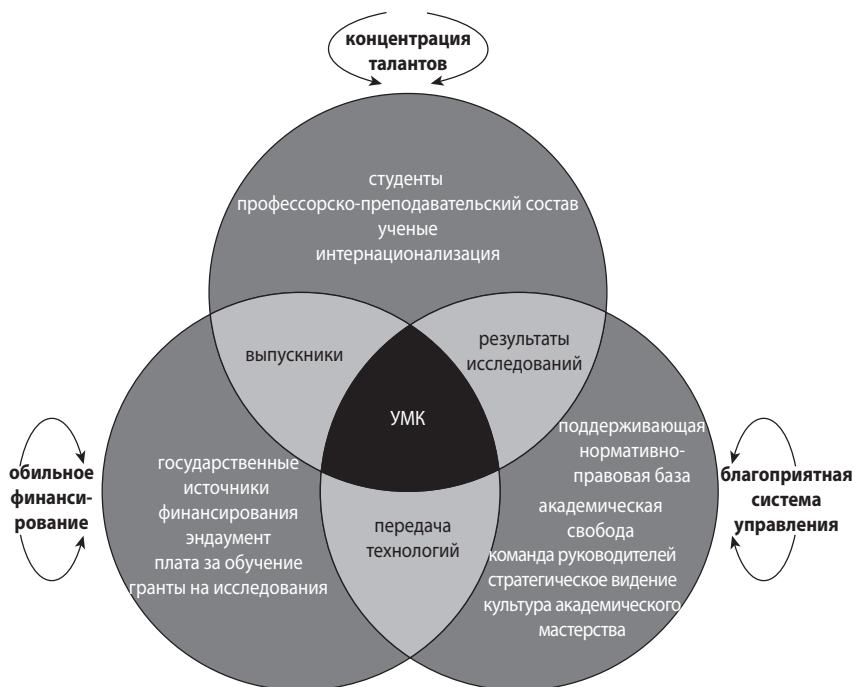 концентрация
талантов
студенты
профессорско-преподавательский состав
ученые
интернационализация
выпускники
результаты
исследований
УМК
обильное
финанси-
рование
государственные
источники
финансирования
эндаумент
плата за обучение
гранты на исследования
передача
технологий
поддерживающая
нормативно-
правовая база
академическая
свобода
команда руководителей
стратегическое видение
культура академического
мастерства
благоприятная
система
управления